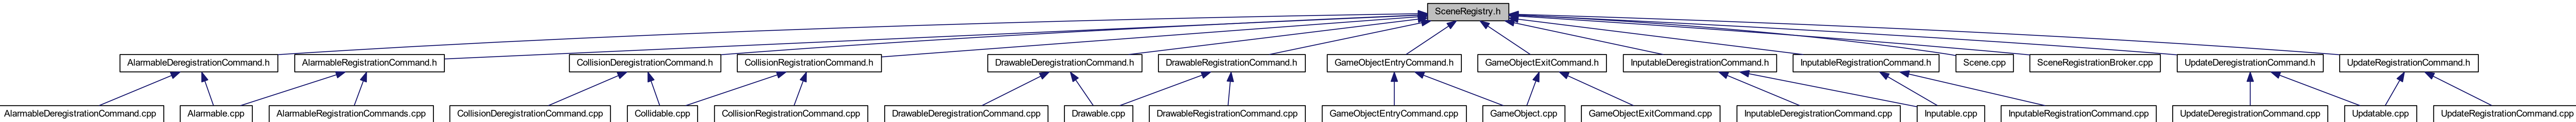 SceneRegistry.h
AlarmableDeregistrationCommand.h
AlarmableRegistrationCommand.h
CollisionDeregistrationCommand.h
CollisionRegistrationCommand.h
DrawableDeregistrationCommand.h
DrawableRegistrationCommand.h
GameObjectEntryCommand.h
GameObjectExitCommand.h
InputableDeregistrationCommand.h
InputableRegistrationCommand.h
Scene.cpp
SceneRegistrationBroker.cpp
UpdateDeregistrationCommand.h
UpdateRegistrationCommand.h
AlarmableDeregistrationCommand.cpp
Alarmable.cpp
AlarmableRegistrationCommands.cpp
CollisionDeregistrationCommand.cpp
Collidable.cpp
CollisionRegistrationCommand.cpp
DrawableDeregistrationCommand.cpp
Drawable.cpp
DrawableRegistrationCommand.cpp
GameObjectEntryCommand.cpp
GameObject.cpp
GameObjectExitCommand.cpp
InputableDeregistrationCommand.cpp
Inputable.cpp
InputableRegistrationCommand.cpp
UpdateDeregistrationCommand.cpp
Updatable.cpp
UpdateRegistrationCommand.cpp